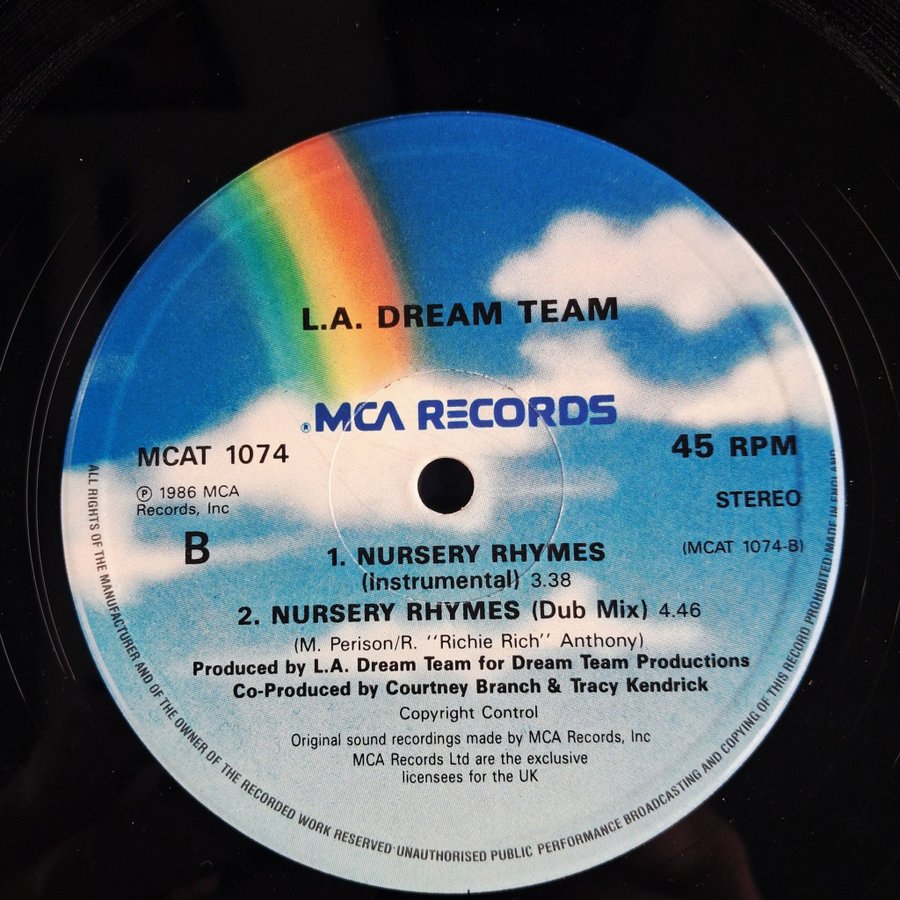 L.A. DREAM TEAM
® MCA RECORDS
MCAT 1074
45 RPM
℗ 1986 MCA
Records, Inc
STEREO
B
(MCAT 1074-B)
1. NURSERY RHYMES
(instrumental) 3.38
2. NURSERY RHYMES (Dub Mix) 4.46
(M. Perison/R. "Richie Rich" Anthony)
Produced by L.A. Dream Team for Dream Team Productions
Co-Produced by Courtney Branch & Tracy Kendrick
Copyright Control
Original sound recordings made by MCA Records, Inc
MCA Records Ltd are the exclusive
licensees for the UK
ALL RIGHTS OF THE MANUFACTURER AND OF THE OWNER OF THE RECORDED WORK RESERVED·UNAUTHORISED PUBLIC PERFORMANCE BROADCASTING AND COPYING OF THIS RECORD PROHIBITED·MADE IN ENGLAND